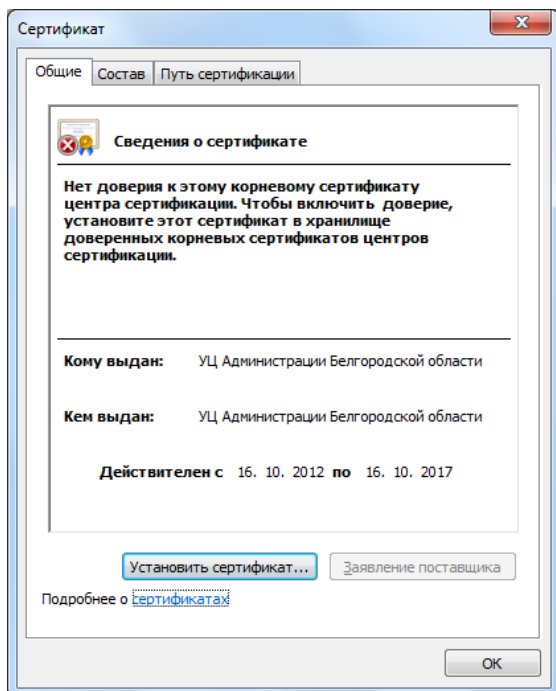 Сертификат
Общие Состав Путь сертификации
Сведения о сертификате
Нет доверия к этому корневому сертификату
центра сертификации. Чтобы включить доверие,
установите этот сертификат в хранилище
доверенных корневых сертификатов центров
сертификации.
Кому выдан: УЦ Администрации Белгородской области
Кем выдан: УЦ Администрации Белгородской области
Действителен с 16. 10. 2012 по 16. 10. 2017
Установить сертификат... Заявление поставщика
Подробнее о сертификатах
ОК